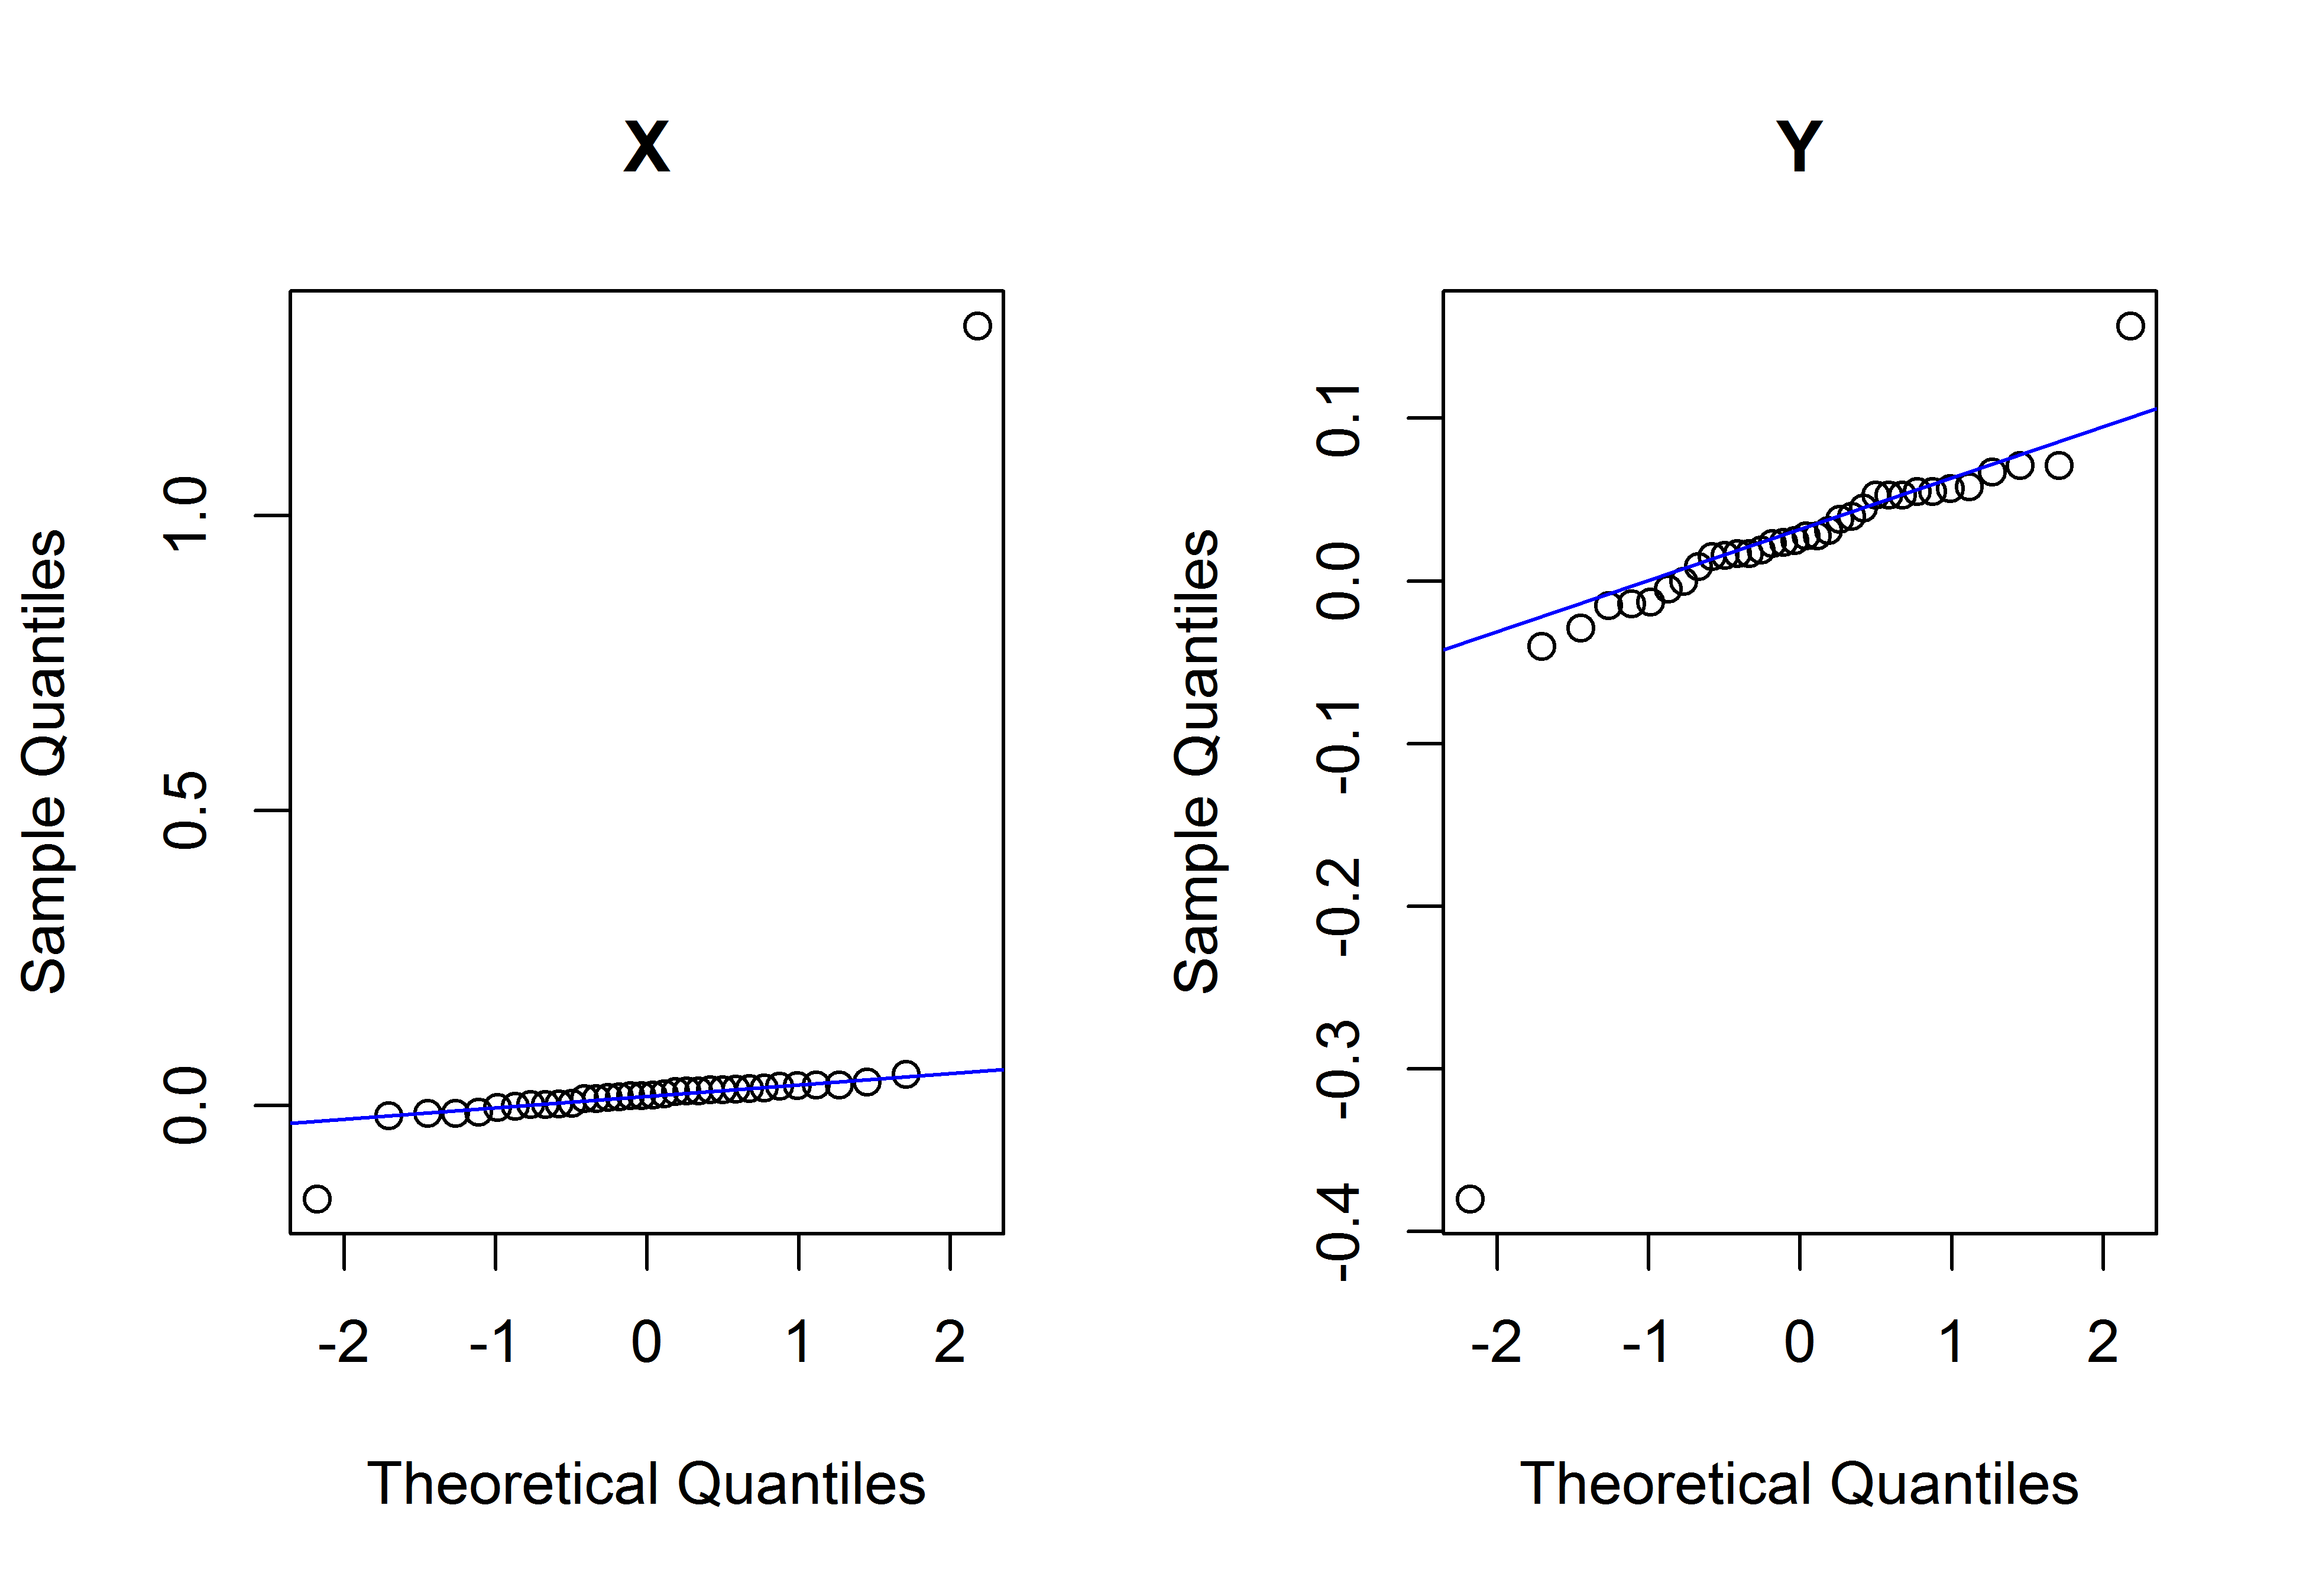 X
Sample Quantiles
1.0
0.5
0.0
-2 -1 0 1 2
Theoretical Quantiles
Y
Sample Quantiles
0.1
0.0
-0.1
-0.2
-0.3
-0.4
-2 -1 0 1 2
Theoretical Quantiles